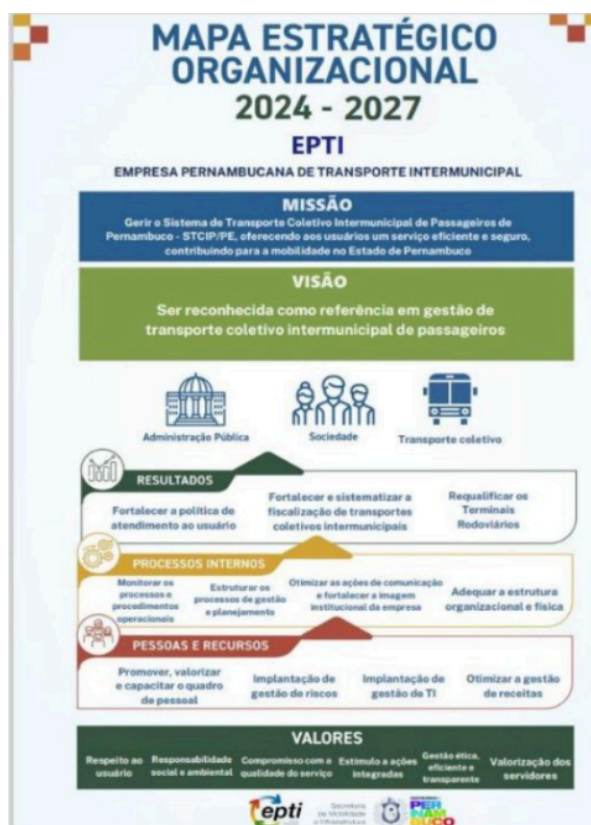 MAPA ESTRATÉGICO
ORGANIZACIONAL
2024 - 2027
EPTI
EMPRESA PERNAMBUCANA DE TRANSPORTE INTERMUNICIPAL
MISSÃO
Gerir o Sistema de Transporte Coletivo Intermunicipal de Passageiros de
Pernambuco - STCIP/PE, oferecendo aos usuários um serviço eficiente e seguro,
contribuindo para a mobilidade no Estado de Pernambuco
VISÃO
Ser reconhecida como referência em gestão de
transporte coletivo intermunicipal de passageiros
Administração Pública
Sociedade
Transporte coletivo
RESULTADOS
Fortalecer a política de
atendimento ao usuário
Fortalecer e sistematizar a
fiscalização de transportes
coletivos intermunicipais
Requalificar os
Terminais
Rodoviários
PROCESSOS INTERNOS
Monitorar os
processos e
procedimentos
operacionais
Estruturar os
processos de gestão
e planejamento
Otimizar as ações de comunicação
e fortalecer a imagem
institucional da empresa
Adequar a estrutura
organizacional e física
PESSOAS E RECURSOS
Promover, valorizar
e capacitar o quadro
de pessoal
Implantação de
gestão de riscos
Implantação de
gestão de TI
Otimizar a gestão
de receitas
VALORES
Respeito ao
usuário
Responsabilidade
social e ambiental
Compromisso com a
qualidade do serviço
Estímulo a ações
integradas
Gestão ética,
eficiente e
transparente
Valorização dos
servidores
epti
Secretaria
de Mobilidade
e Infraestrutura
PER
NAM
BUCO